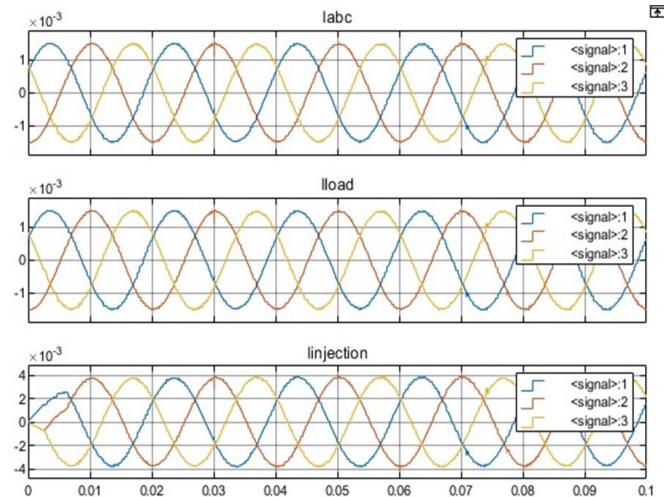 Iabc
×10⁻³
<signal>:1
1
<signal>:2
0
<signal>:3
-1
Iload
×10⁻³
<signal>:1
1
<signal>:2
0
<signal>:3
-1
Iinjection
×10⁻³
4
<signal>:1
2
<signal>:2
0
<signal>:3
-2
-4
0 0.01 0.02 0.03 0.04 0.05 0.06 0.07 0.08 0.09 0.1